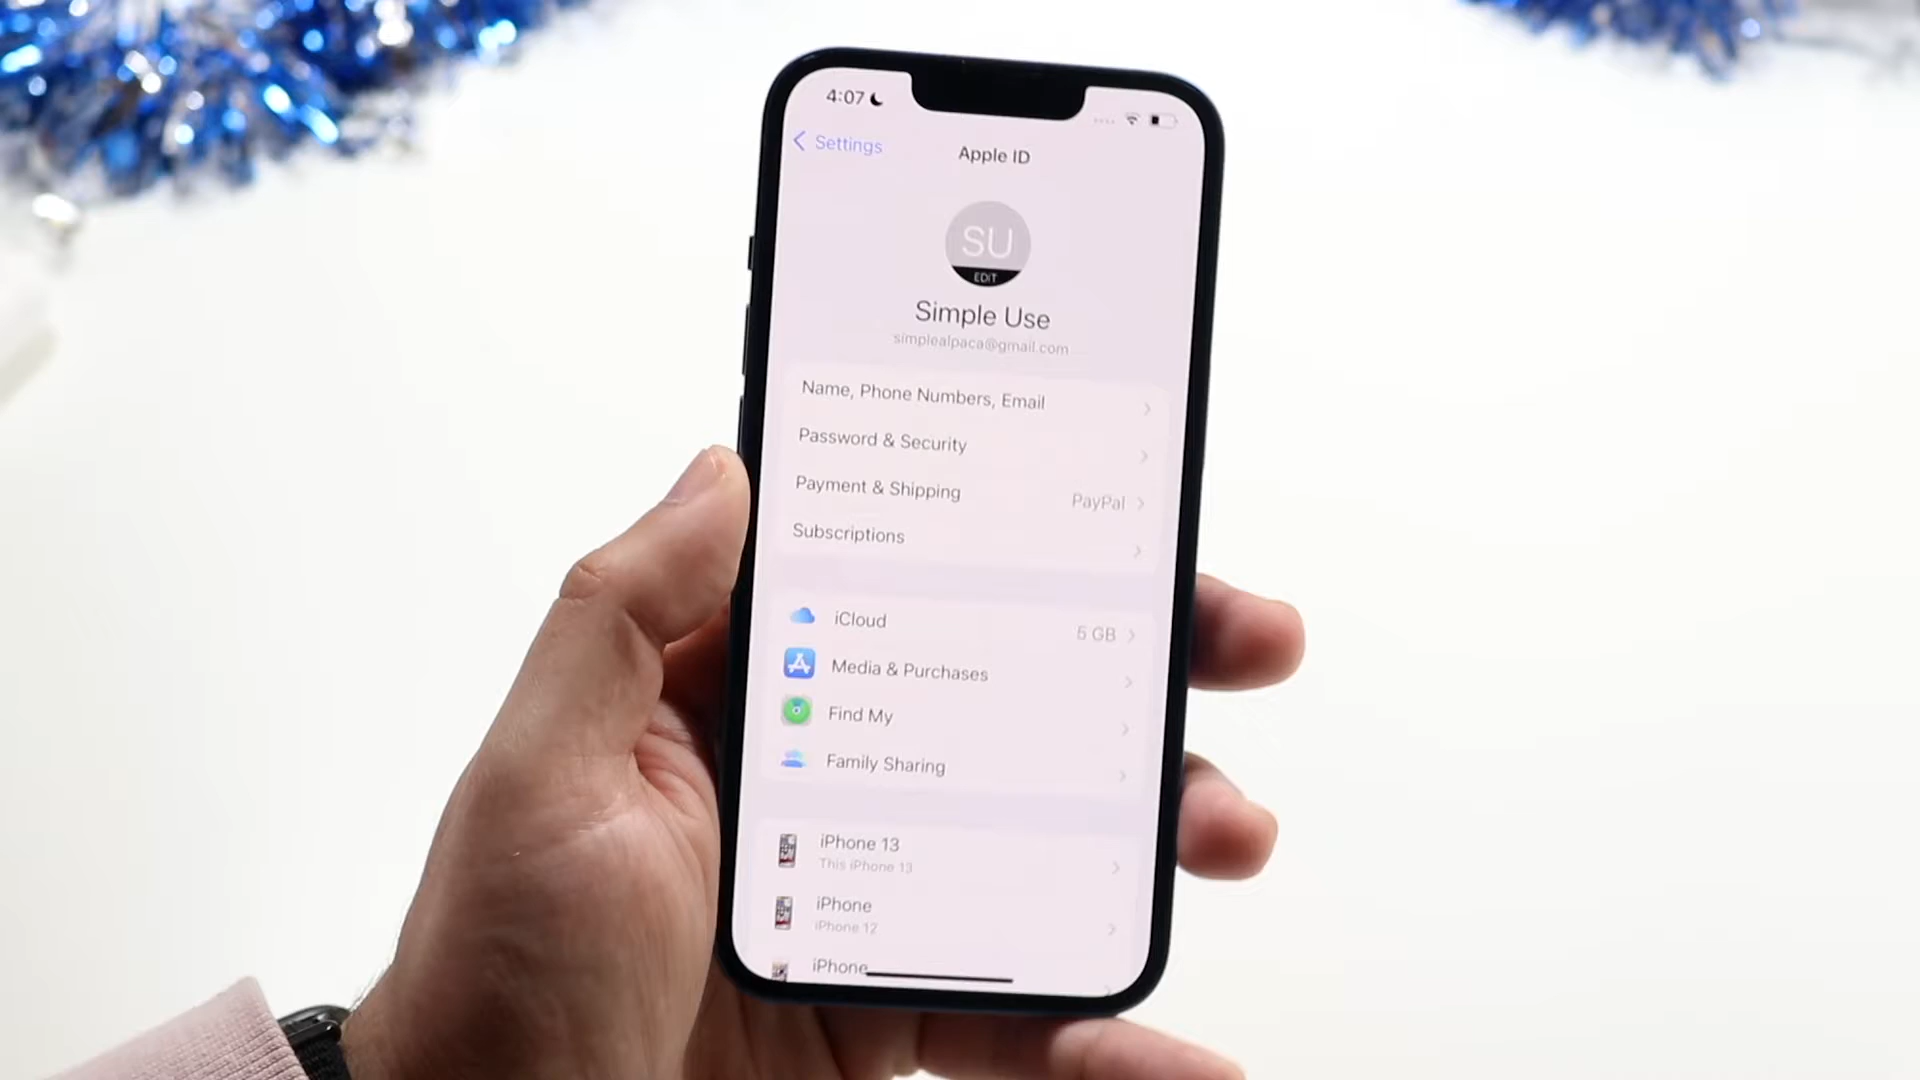 4:07
Settings
Apple ID
SU
EDIT
Simple Use
simplealpaca@gmail.com
Name, Phone Numbers, Email
Password & Security
Payment & Shipping PayPal
Subscriptions
iCloud 5 GB
Media & Purchases
Find My
Family Sharing
iPhone 13
This iPhone 13
iPhone
iPhone 12
iPhone